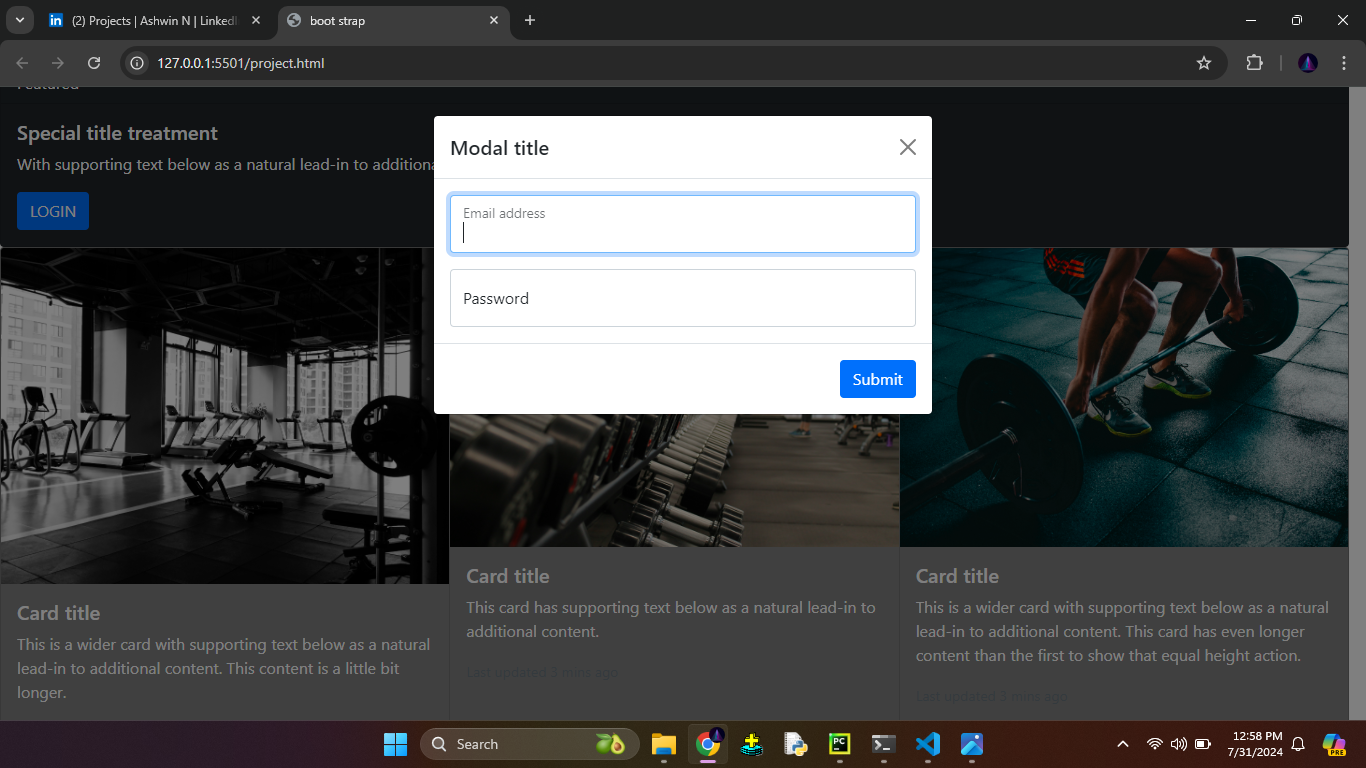 (2) Projects | Ashwin N | LinkedI
boot strap
127.0.0.1:5501/project.html
Featured
Special title treatment
With supporting text below as a natural lead-in to additiona
LOGIN
Modal title
Email address
Password
Submit
Card title
This is a wider card with supporting text below as a natural
lead-in to additional content. This content is a little bit
longer.
Card title
This card has supporting text below as a natural lead-in to
additional content.
Last updated 3 mins ago
Card title
This is a wider card with supporting text below as a natural
lead-in to additional content. This card has even longer
content than the first to show that equal height action.
Last updated 3 mins ago
Search
PC
PRE
12:58 PM
7/31/2024